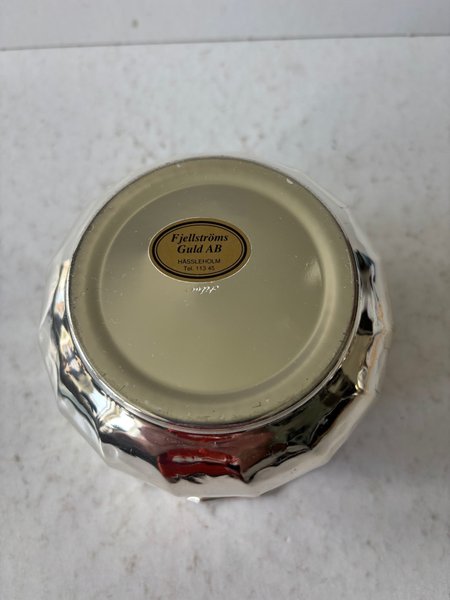 Fjellströms
Guld AB
HÄSSLEHOLM
Tel. 113 45